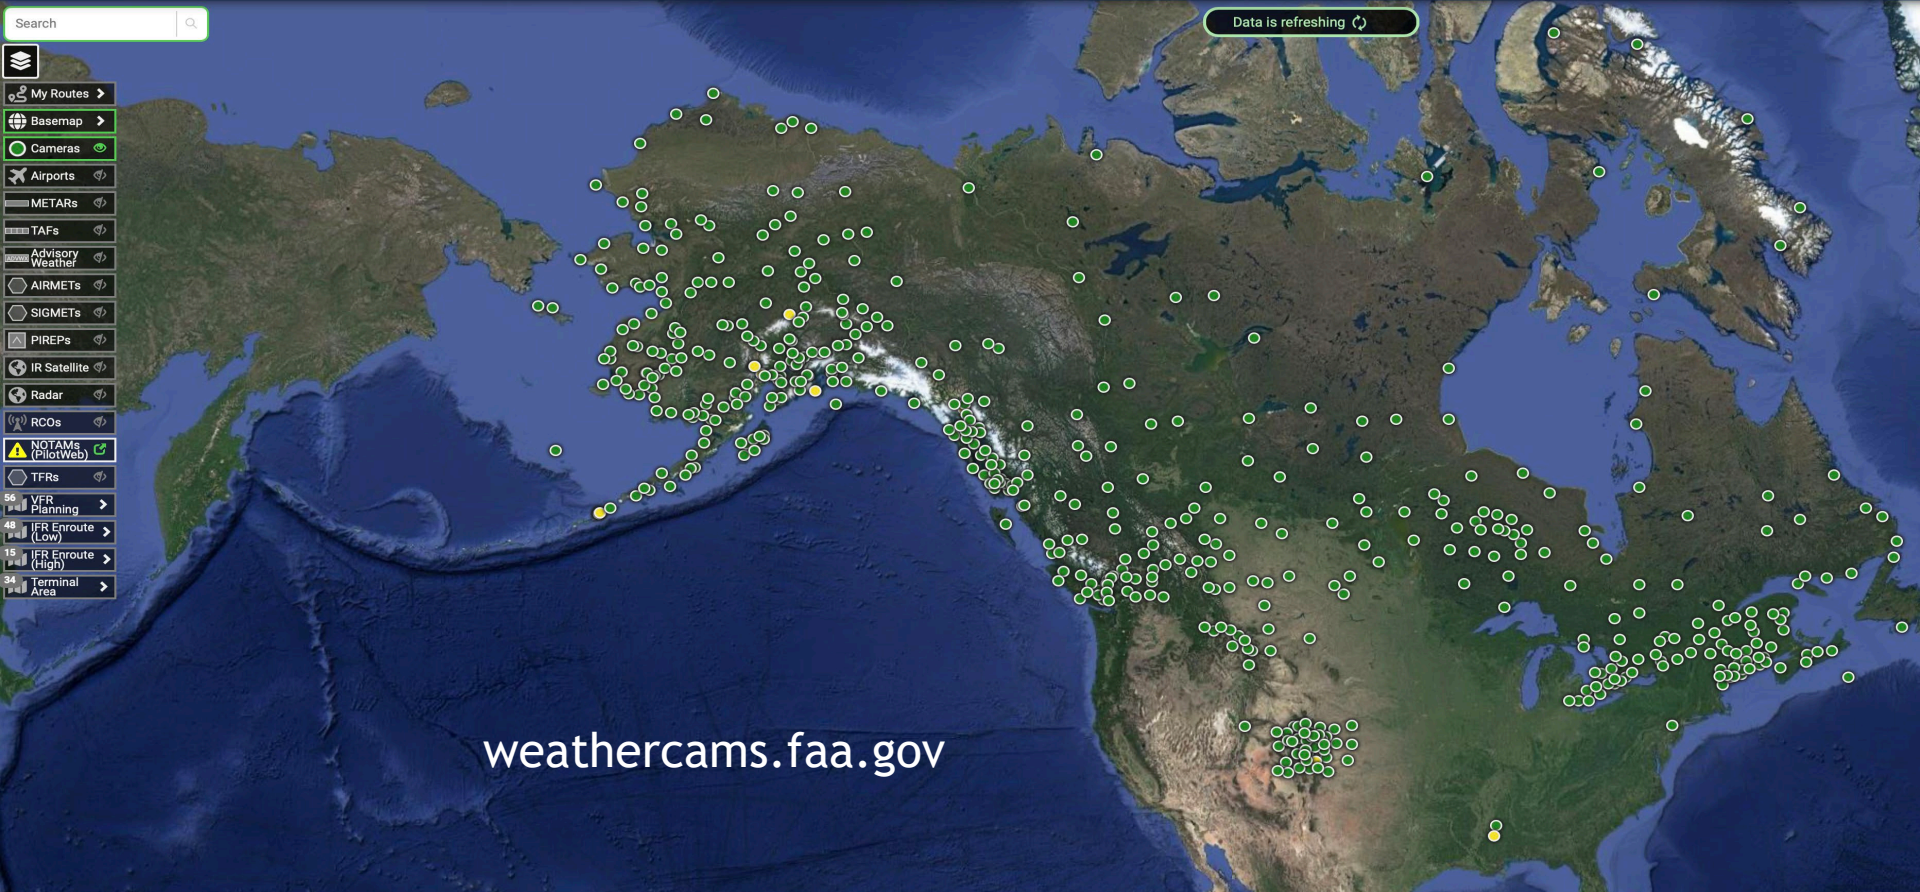 Search
Data is refreshing
My Routes
Basemap
Cameras
Airports
METARs
TAFs
ADVWX
Advisory
Weather
AIRMETs
SIGMETs
PIREPs
IR Satellite
Radar
RCOs
NOTAMs
(PilotWeb)
TFRs
56
VFR
Planning
48
IFR Enroute
(Low)
15
IFR Enroute
(High)
34
Terminal
Area
weathercams.faa.gov